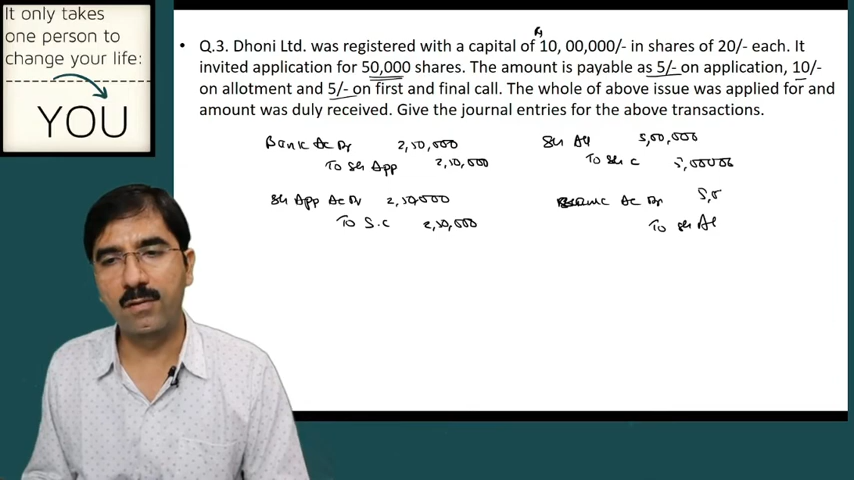 It only takes
one person to
change your life:
YOU
• Q.3. Dhoni Ltd. was registered with a capital of 10, 00,000/- in shares of 20/- each. It
invited application for 50,000 shares. The amount is payable as 5/- on application, 10/-
on allotment and 5/- on first and final call. The whole of above issue was applied for and
amount was duly received. Give the journal entries for the above transactions.
Bank Ac Dr 2,50,000
To Sh App 2,50,000
Sh App Ac Dr 2,50,000
To S.C 2,50,000
Sh All 5,00,000
To Sh C 5,00000
Bank Ac Dr 5,0
To Sh Al